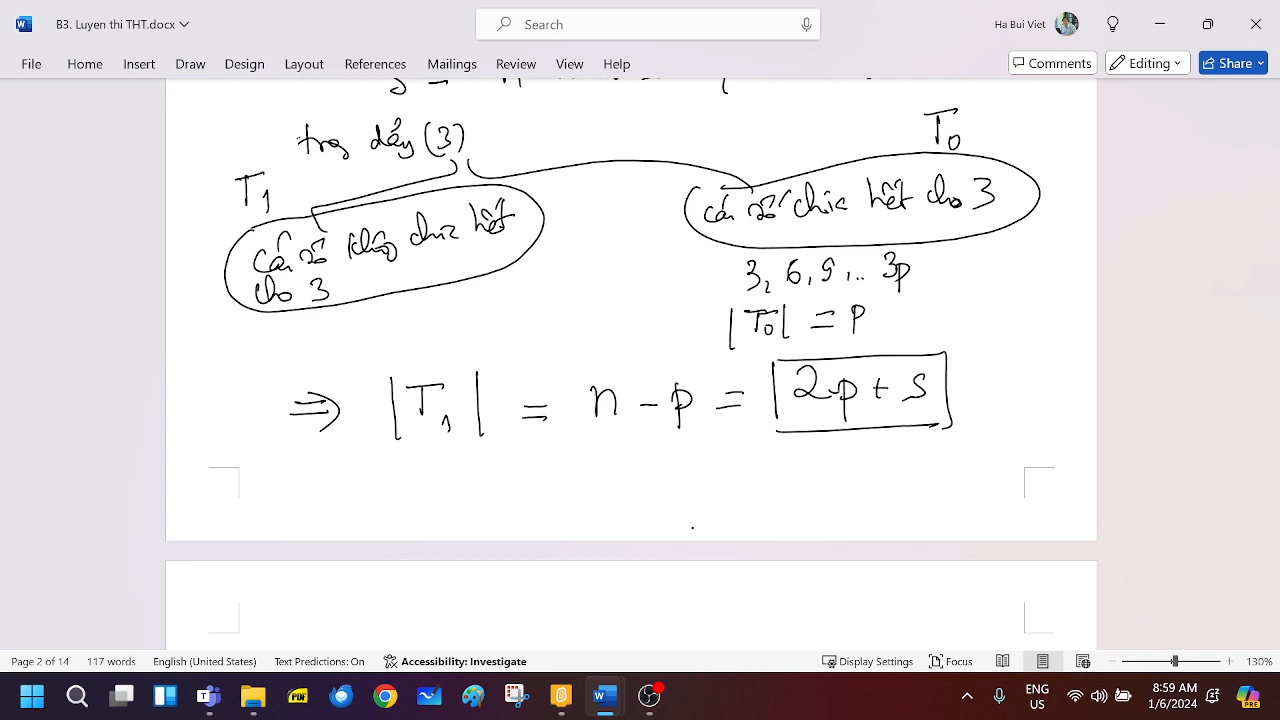 B3. Luyen thi THT.docx
Search
Ha Bui Viet
File Home Insert Draw Design Layout References Mailings Review View Help
Comments Editing Share
trong dãy (3)
T0
T1
các số không chia hết
cho 3
các số chia hết cho 3
3, 6, 9, .. 3p
|T0| = p
⇒ |T1| = n - p = 2p + s
Page 2 of 14 117 words English (United States) Text Predictions: On Accessibility: Investigate Display Settings Focus 130%
ENG
US
8:59 AM
1/6/2024
PRE